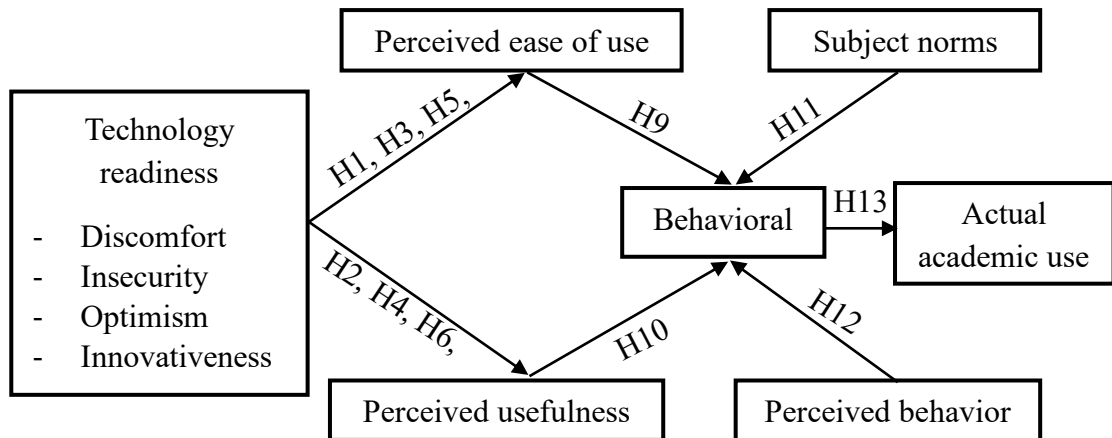 Perceived ease of use
Subject norms
Technology
readiness
- Discomfort
- Insecurity
- Optimism
- Innovativeness
H1, H3, H5,
H2, H4, H6,
H9
H11
Behavioral
H13
Actual
academic use
H10
H12
Perceived usefulness
Perceived behavior